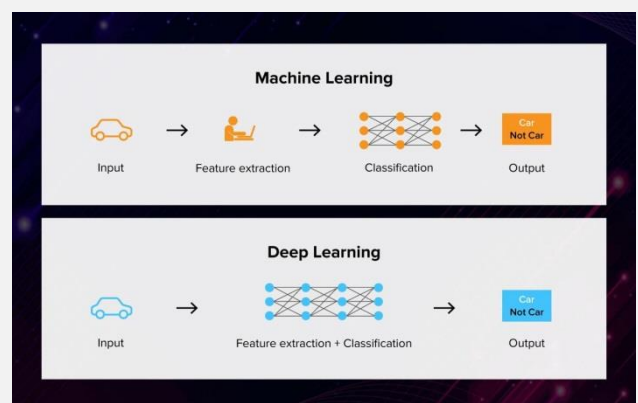 Machine Learning
Input
Feature extraction
Classification
Car
Not Car
Output
Deep Learning
Input
Feature extraction + Classification
Car
Not Car
Output